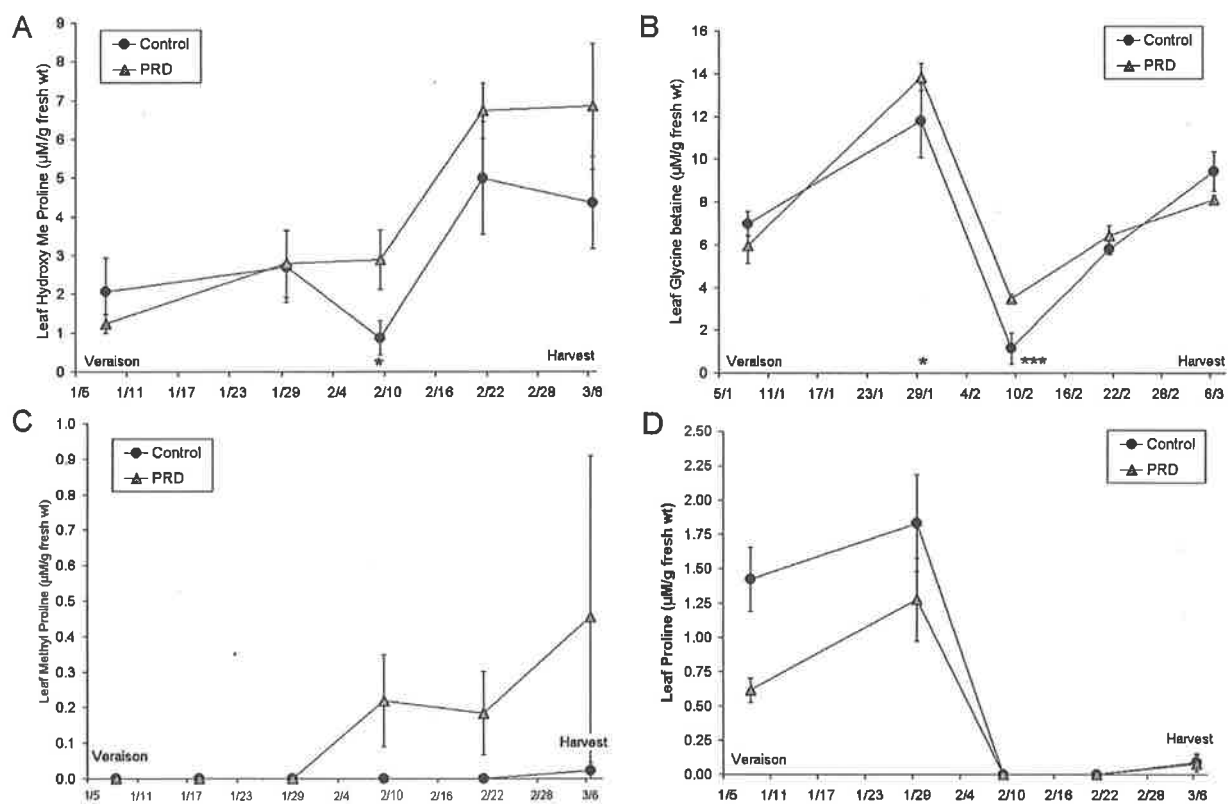 A
Control
PRD
Leaf Hydroxy Me Proline (µM/g fresh wt)
9
8
7
6
5
4
3
2
1
0
Veraison
*
Harvest
1/5 1/11 1/17 1/23 1/29 2/4 2/10 2/16 2/22 2/28 3/6
B
Control
PRD
Leaf Glycine betaine (µM/g fresh wt)
16
14
12
10
8
6
4
2
0
Veraison
*
***
Harvest
5/1 11/1 17/1 23/1 29/1 4/2 10/2 16/2 22/2 28/2 6/3
C
Control
PRD
Leaf Methyl Proline (µM/g fresh wt)
1.0
0.9
0.8
0.7
0.6
0.5
0.4
0.3
0.2
0.1
0.0
Veraison
Harvest
1/5 1/11 1/17 1/23 1/29 2/4 2/10 2/16 2/22 2/28 3/6
D
Control
PRD
Leaf Proline (µM/g fresh wt)
2.50
2.25
2.00
1.75
1.50
1.25
1.00
0.75
0.50
0.25
0.00
Veraison
Harvest
1/5 1/11 1/17 1/23 1/29 2/4 2/10 2/16 2/22 2/28 3/6